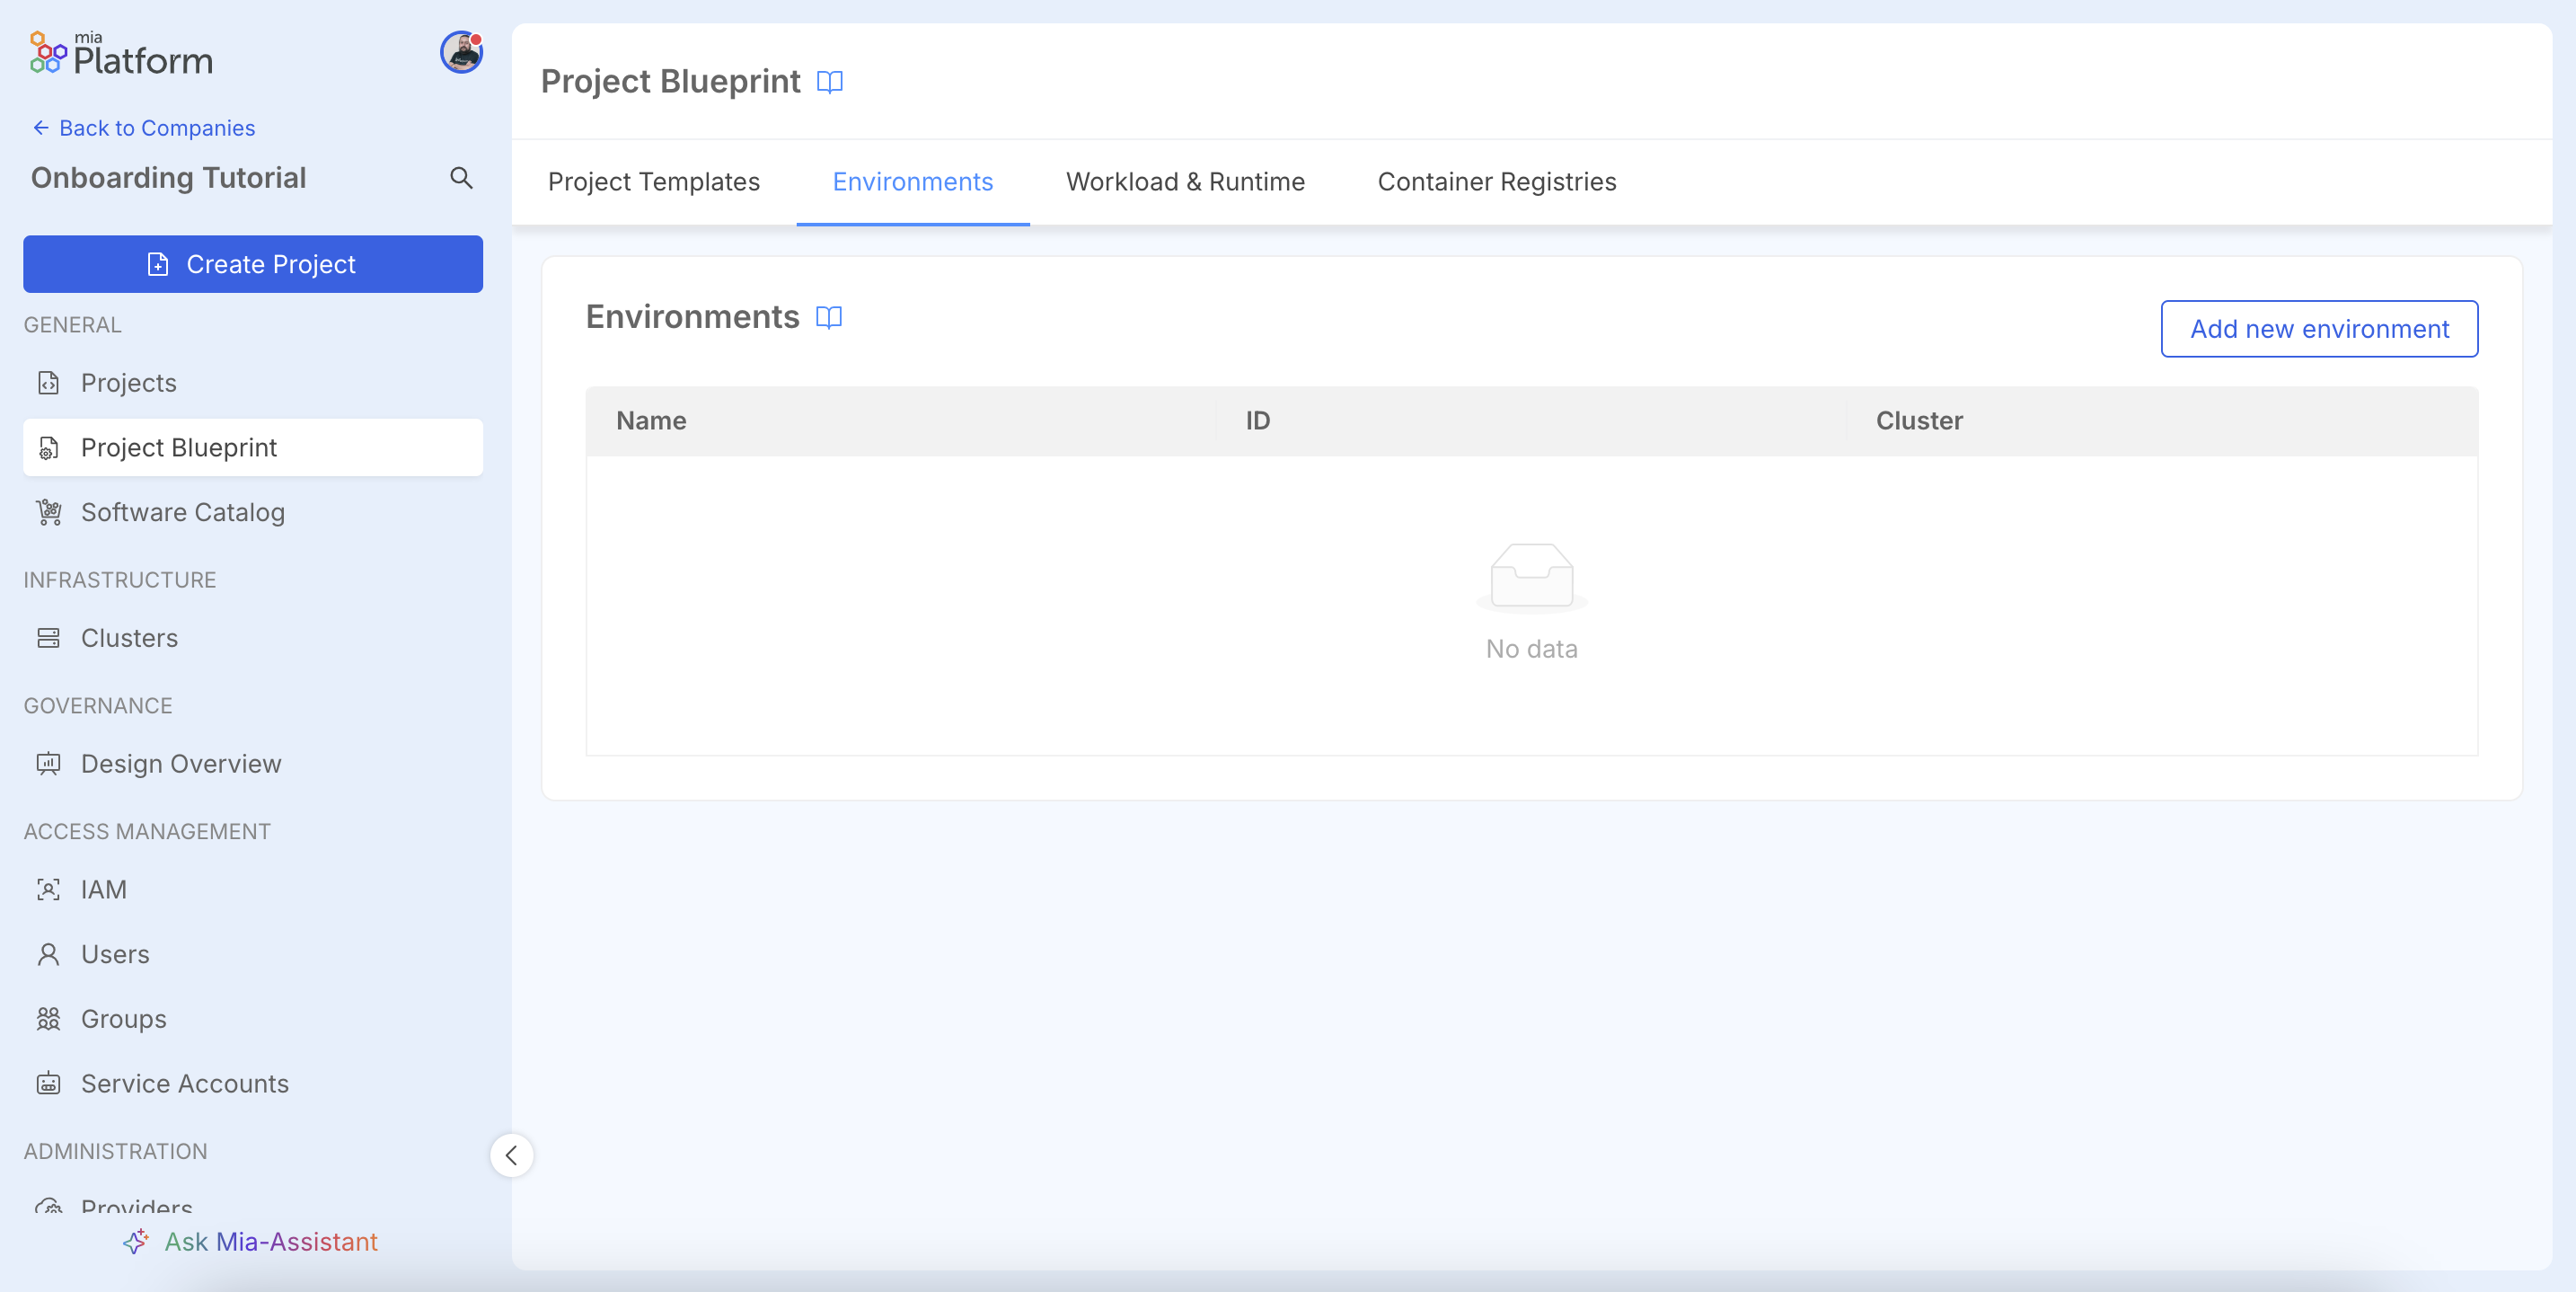 mia
Platform
Back to Companies
Onboarding Tutorial
Create Project
GENERAL
Projects
Project Blueprint
Software Catalog
INFRASTRUCTURE
Clusters
GOVERNANCE
Design Overview
ACCESS MANAGEMENT
IAM
Users
Groups
Service Accounts
ADMINISTRATION
Providers
Ask Mia-Assistant
Project Blueprint
Project Templates
Environments
Workload & Runtime
Container Registries
Environments
Add new environment
Name
ID
Cluster
No data